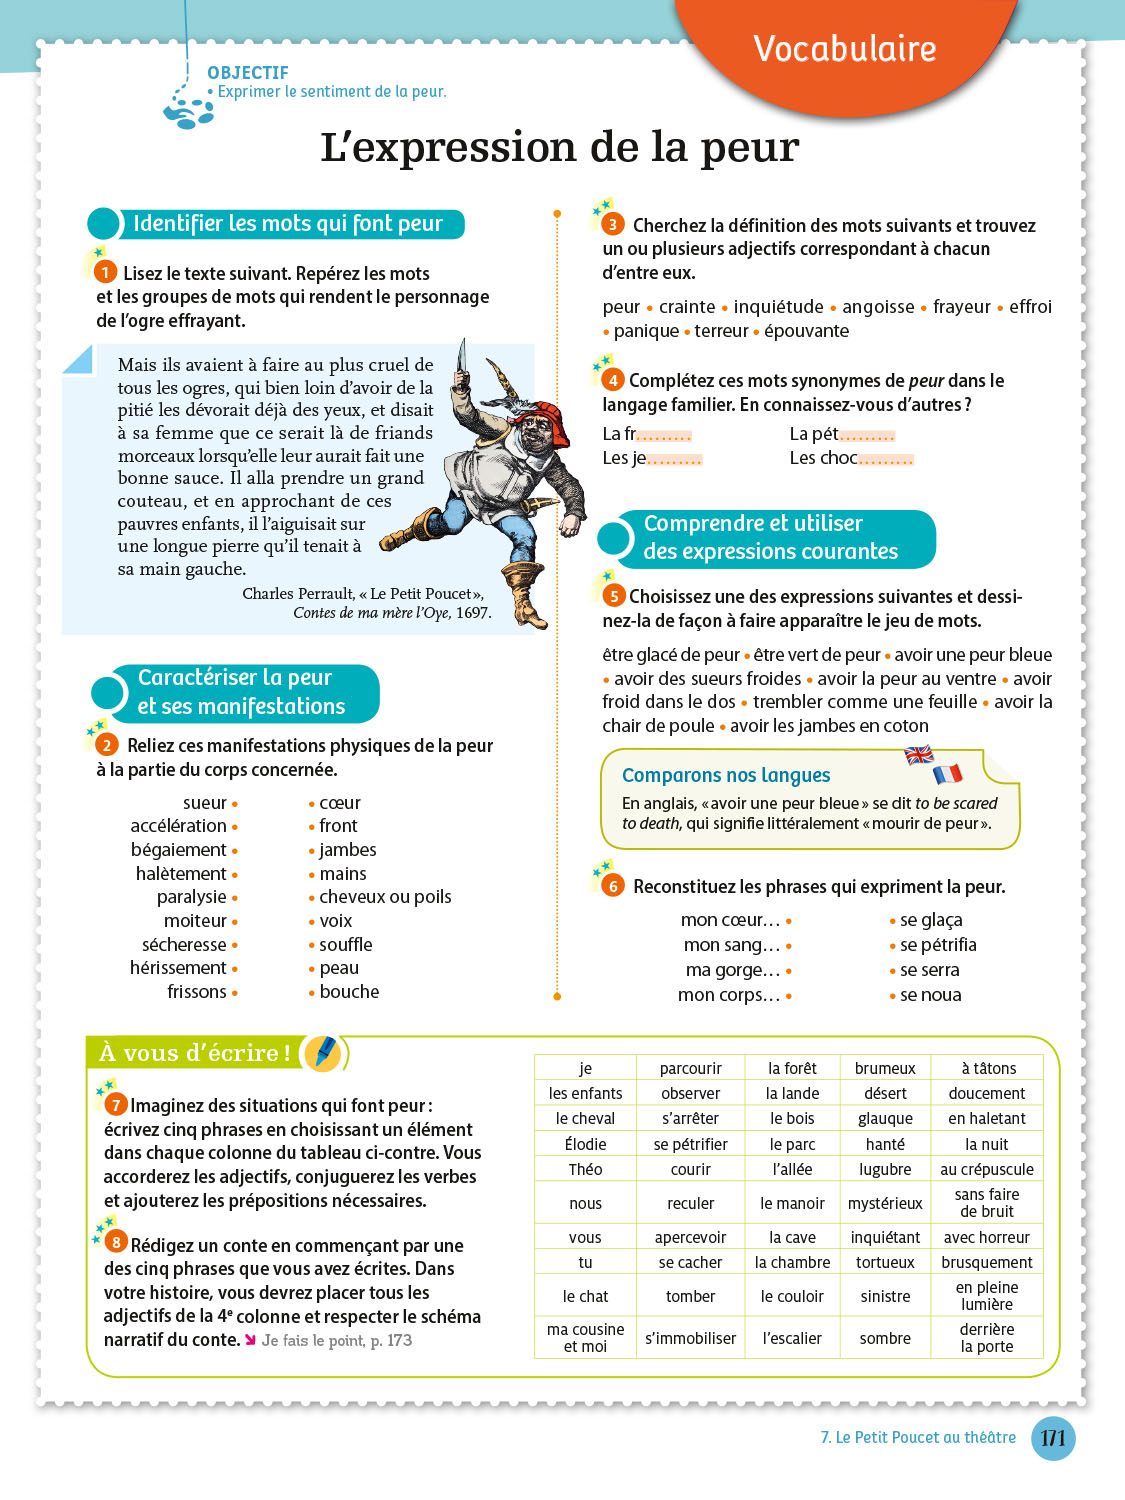 Vocabulaire
OBJECTIF
• Exprimer le sentiment de la peur.
L'expression de la peur
Identifier les mots qui font peur
1 Lisez le texte suivant. Repérez les mots
et les groupes de mots qui rendent le personnage
de l'ogre effrayant.
Mais ils avaient à faire au plus cruel de
tous les ogres, qui bien loin d'avoir de la
pitié les dévorait déjà des yeux, et disait
à sa femme que ce serait là de friands
morceaux lorsqu'elle leur aurait fait une
bonne sauce. Il alla prendre un grand
couteau, et en approchant de ces
pauvres enfants, il l'aiguisait sur
une longue pierre qu'il tenait à
sa main gauche.
Charles Perrault, « Le Petit Poucet »,
Contes de ma mère l'Oye, 1697.
Caractériser la peur
et ses manifestations
2 Reliez ces manifestations physiques de la peur
à la partie du corps concernée.
sueur • • cœur
accélération • • front
bégaiement • • jambes
halètement • • mains
paralysie • • cheveux ou poils
moiteur • • voix
sécheresse • • souffle
hérissement • • peau
frissons • • bouche
3 Cherchez la définition des mots suivants et trouvez
un ou plusieurs adjectifs correspondant à chacun
d'entre eux.
peur • crainte • inquiétude • angoisse • frayeur • effroi
• panique • terreur • épouvante
4 Complétez ces mots synonymes de peur dans le
langage familier. En connaissez-vous d'autres ?
La fr......... La pét.........
Les je......... Les choc.........
Comprendre et utiliser
des expressions courantes
5 Choisissez une des expressions suivantes et dessi-
nez-la de façon à faire apparaître le jeu de mots.
être glacé de peur • être vert de peur • avoir une peur bleue
• avoir des sueurs froides • avoir la peur au ventre • avoir
froid dans le dos • trembler comme une feuille • avoir la
chair de poule • avoir les jambes en coton
Comparons nos langues
En anglais, « avoir une peur bleue » se dit to be scared
to death, qui signifie littéralement « mourir de peur ».
6 Reconstituez les phrases qui expriment la peur.
mon cœur… • • se glaça
mon sang… • • se pétrifia
ma gorge… • • se serra
mon corps… • • se noua
À vous d'écrire !
7 Imaginez des situations qui font peur :
écrivez cinq phrases en choisissant un élément
dans chaque colonne du tableau ci-contre. Vous
accorderez les adjectifs, conjuguerez les verbes
et ajouterez les prépositions nécessaires.
8 Rédigez un conte en commençant par une
des cinq phrases que vous avez écrites. Dans
votre histoire, vous devrez placer tous les
adjectifs de la 4e colonne et respecter le schéma
narratif du conte. Je fais le point, p. 173
je parcourir la forêt brumeux à tâtons
les enfants observer la lande désert doucement
le cheval s'arrêter le bois glauque en haletant
Élodie se pétrifier le parc hanté la nuit
Théo courir l'allée lugubre au crépuscule
nous reculer le manoir mystérieux sans faire
de bruit
vous apercevoir la cave inquiétant avec horreur
tu se cacher la chambre tortueux brusquement
le chat tomber le couloir sinistre en pleine
lumière
ma cousine
et moi s'immobiliser l'escalier sombre derrière
la porte
7. Le Petit Poucet au théâtre 171